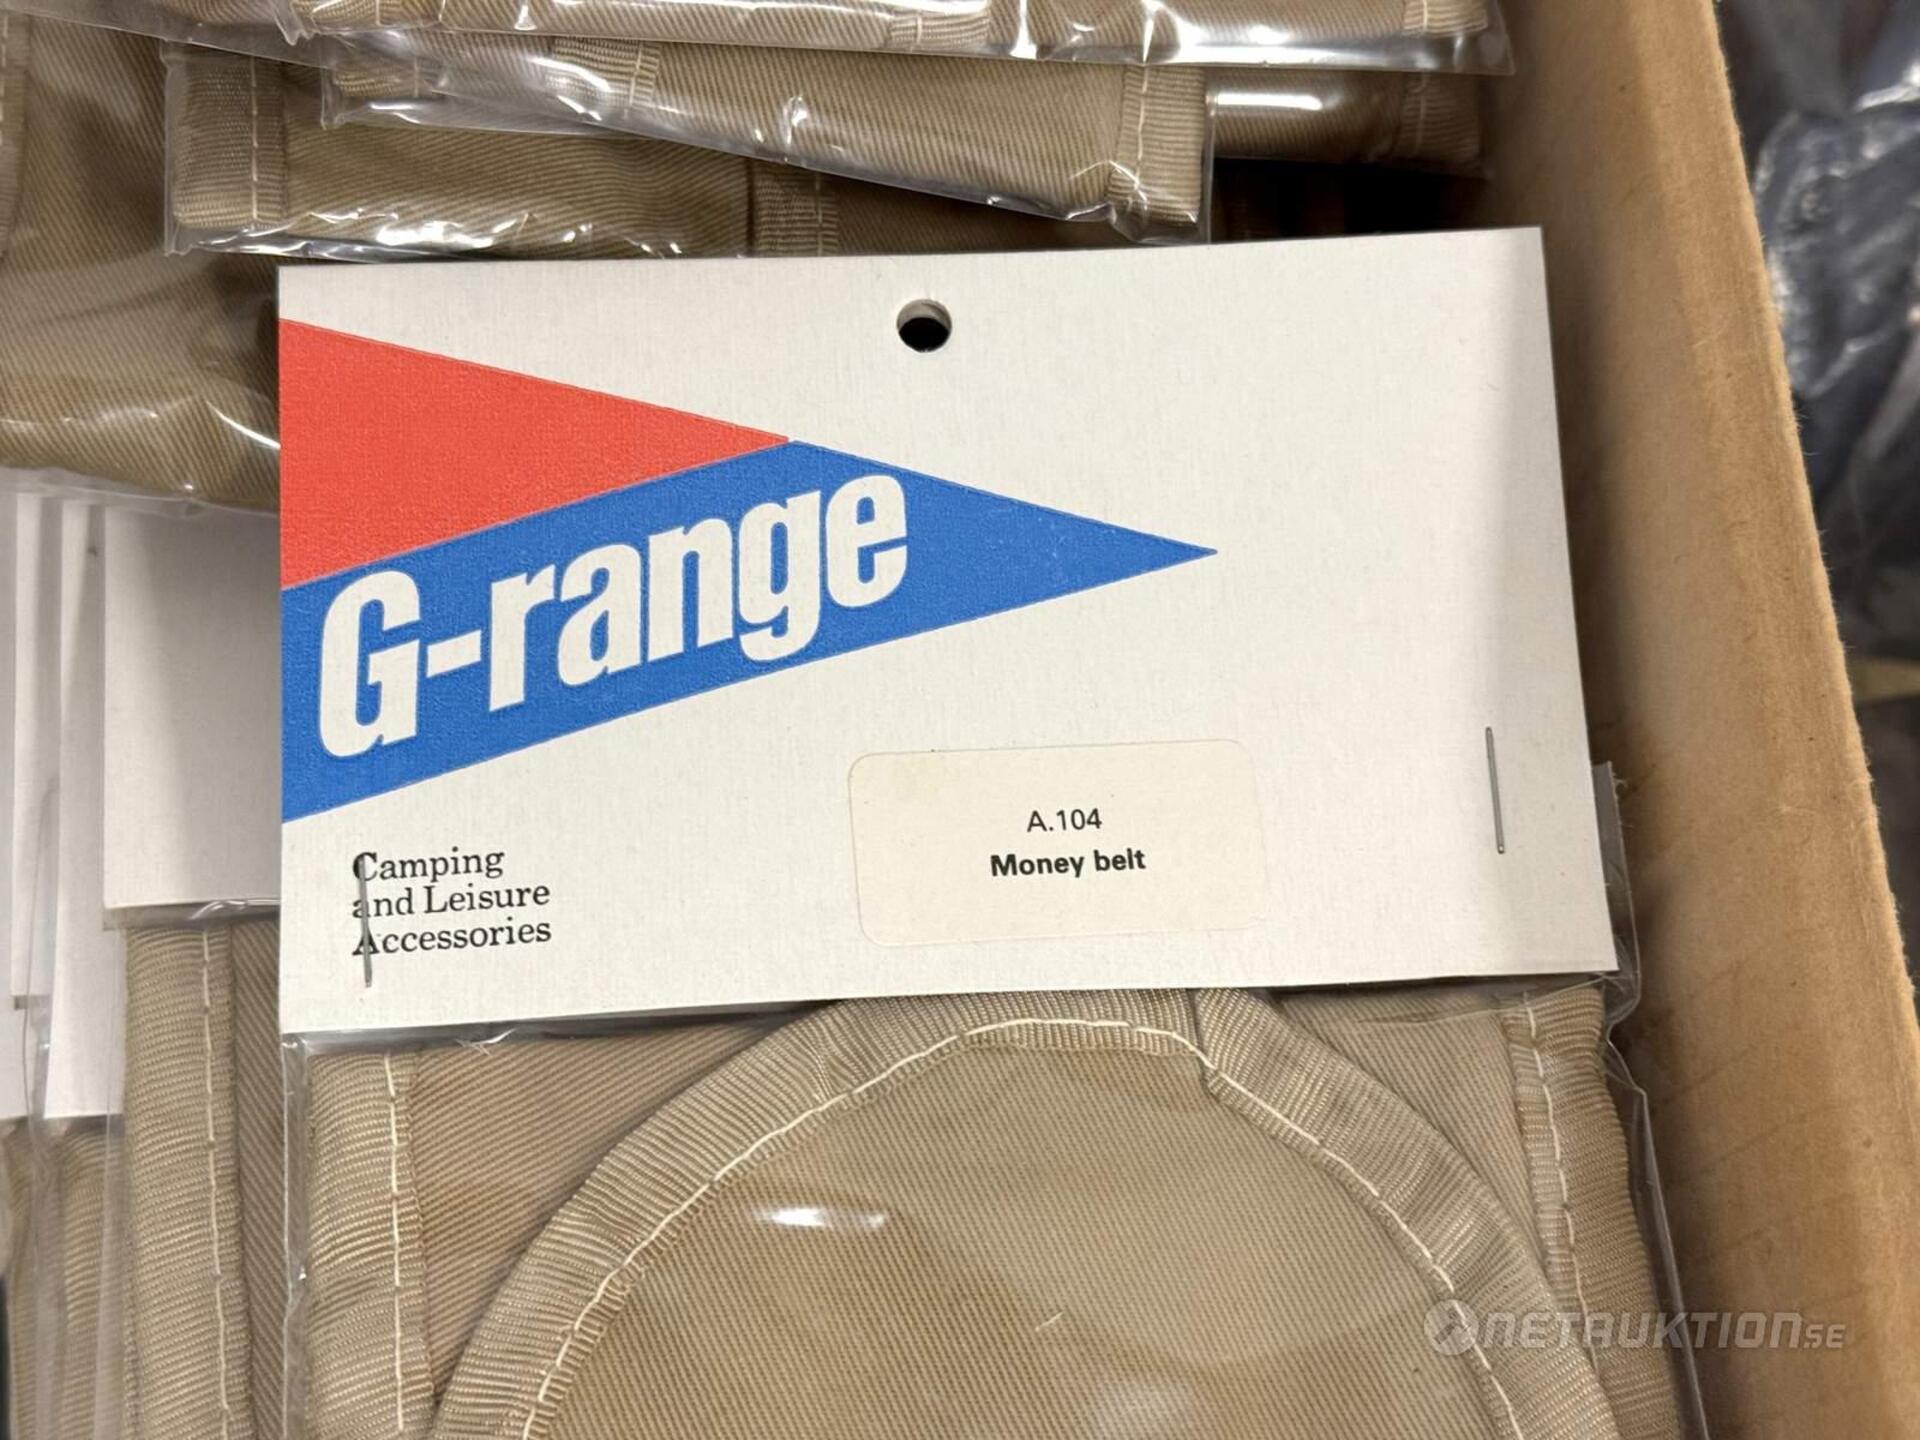 G-range
Camping
and Leisure
Accessories
A.104
Money belt
NETAUKTION.SE